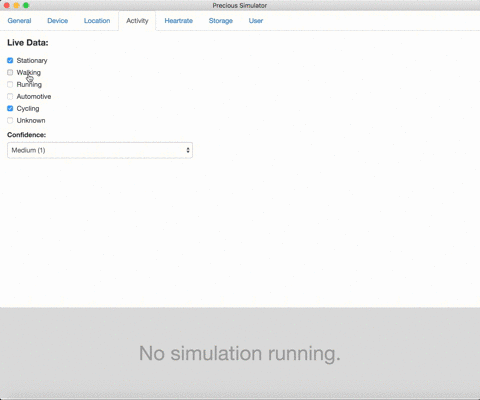 Precious Simulator
General Device Location Activity Heartrate Storage User
Live Data:
Stationary
Walking
Running
Automotive
Cycling
Unknown
Confidence:
Medium (1)
No simulation running.